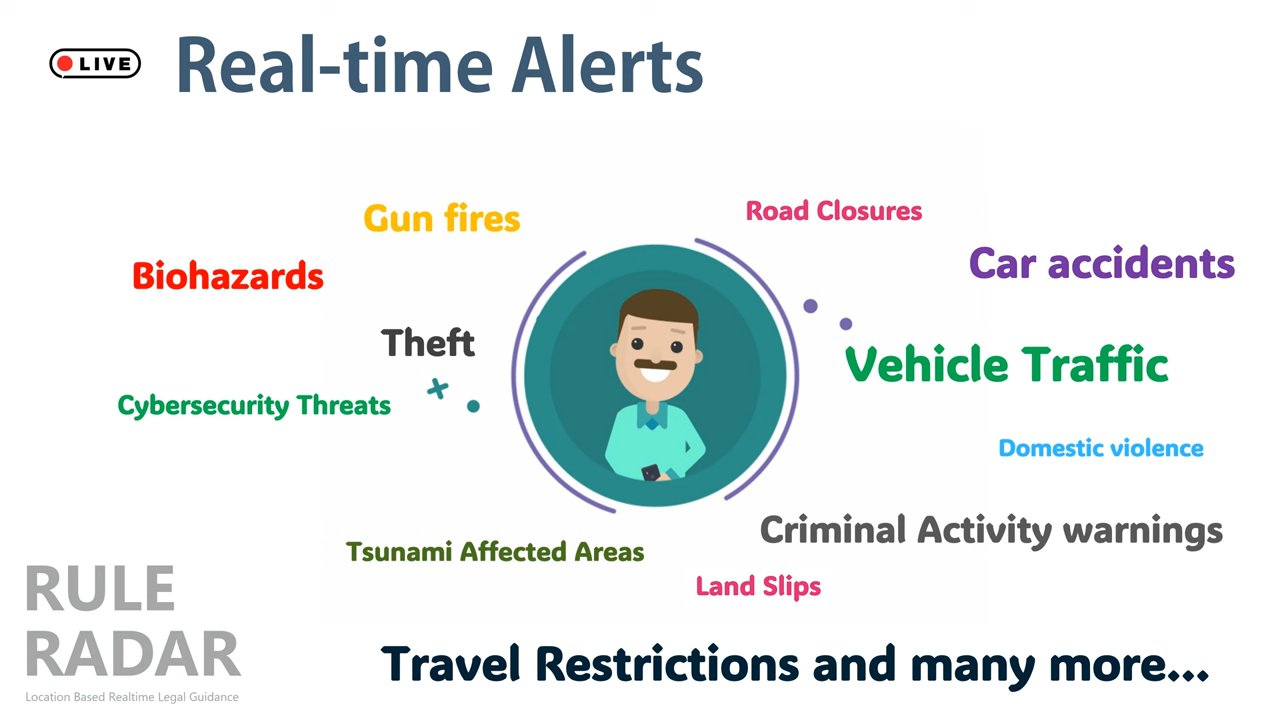 LIVE
Real-time Alerts
Gun fires
Road Closures
Biohazards
Car accidents
Theft
Vehicle Traffic
Cybersecurity Threats
Domestic violence
Criminal Activity warnings
Tsunami Affected Areas
Land Slips
RULE
RADAR
Location Based Realtime Legal Guidance
Travel Restrictions and many more...